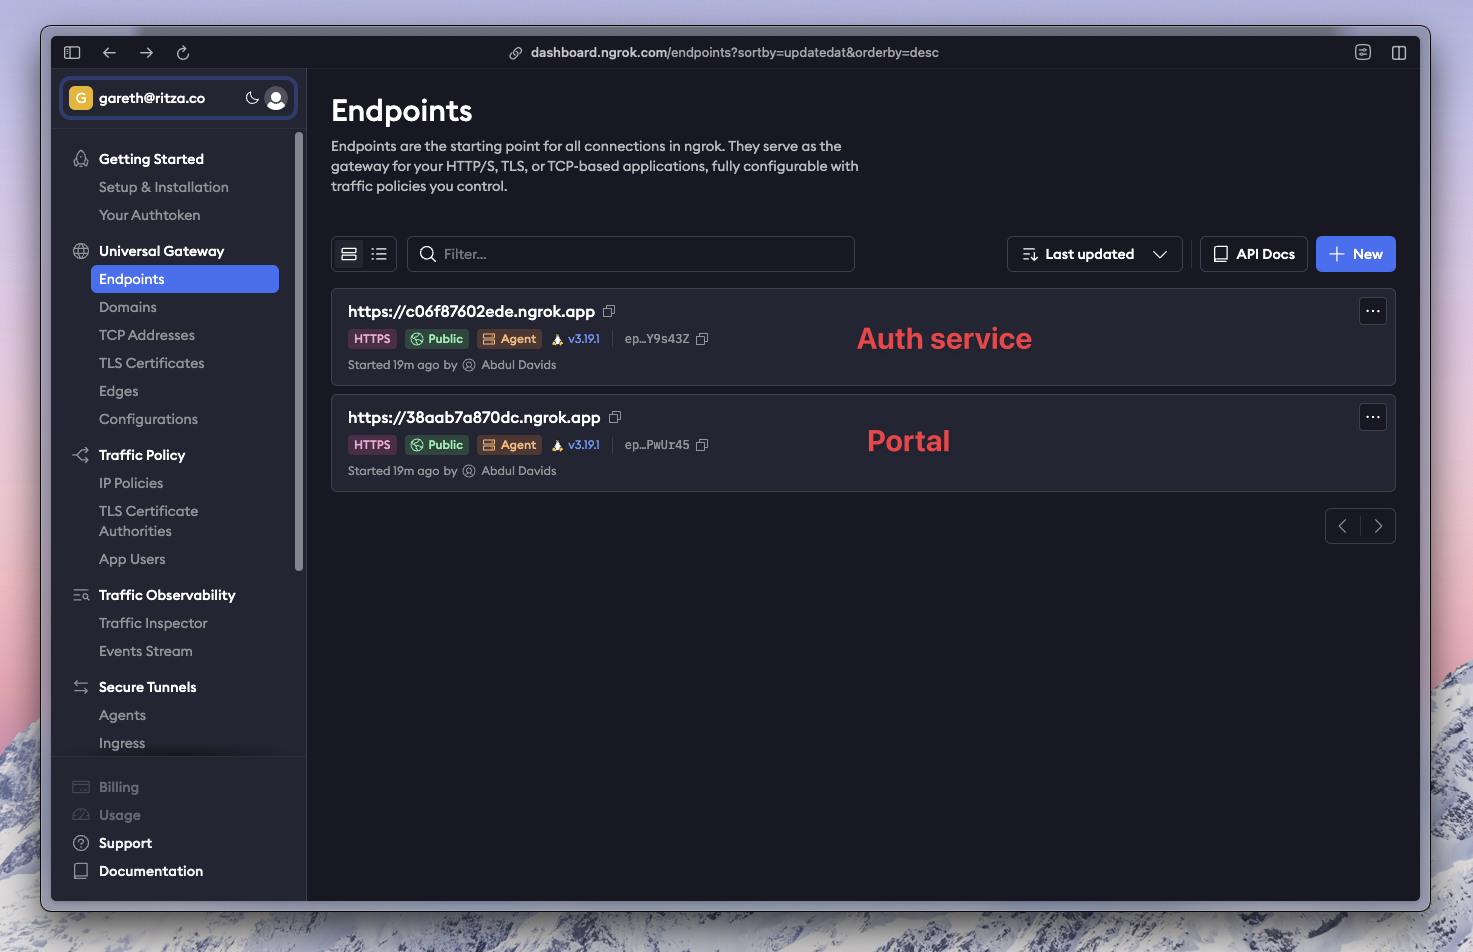 dashboard.ngrok.com/endpoints?sortby=updatedat&orderby=desc
G gareth@ritza.co
Getting Started
Setup & Installation
Your Authtoken
Universal Gateway
Endpoints
Domains
TCP Addresses
TLS Certificates
Edges
Configurations
Traffic Policy
IP Policies
TLS Certificate
Authorities
App Users
Traffic Observability
Traffic Inspector
Events Stream
Secure Tunnels
Agents
Ingress
Billing
Usage
Support
Documentation
Endpoints
Endpoints are the starting point for all connections in ngrok. They serve as the
gateway for your HTTP/S, TLS, or TCP-based applications, fully configurable with
traffic policies you control.
Filter...
Last updated
API Docs
New
https://c06f87602ede.ngrok.app
HTTPS Public Agent v3.19.1 ep…Y9s43Z
Started 19m ago by Abdul Davids
Auth service
https://38aab7a870dc.ngrok.app
HTTPS Public Agent v3.19.1 ep…PwUr45
Started 19m ago by Abdul Davids
Portal